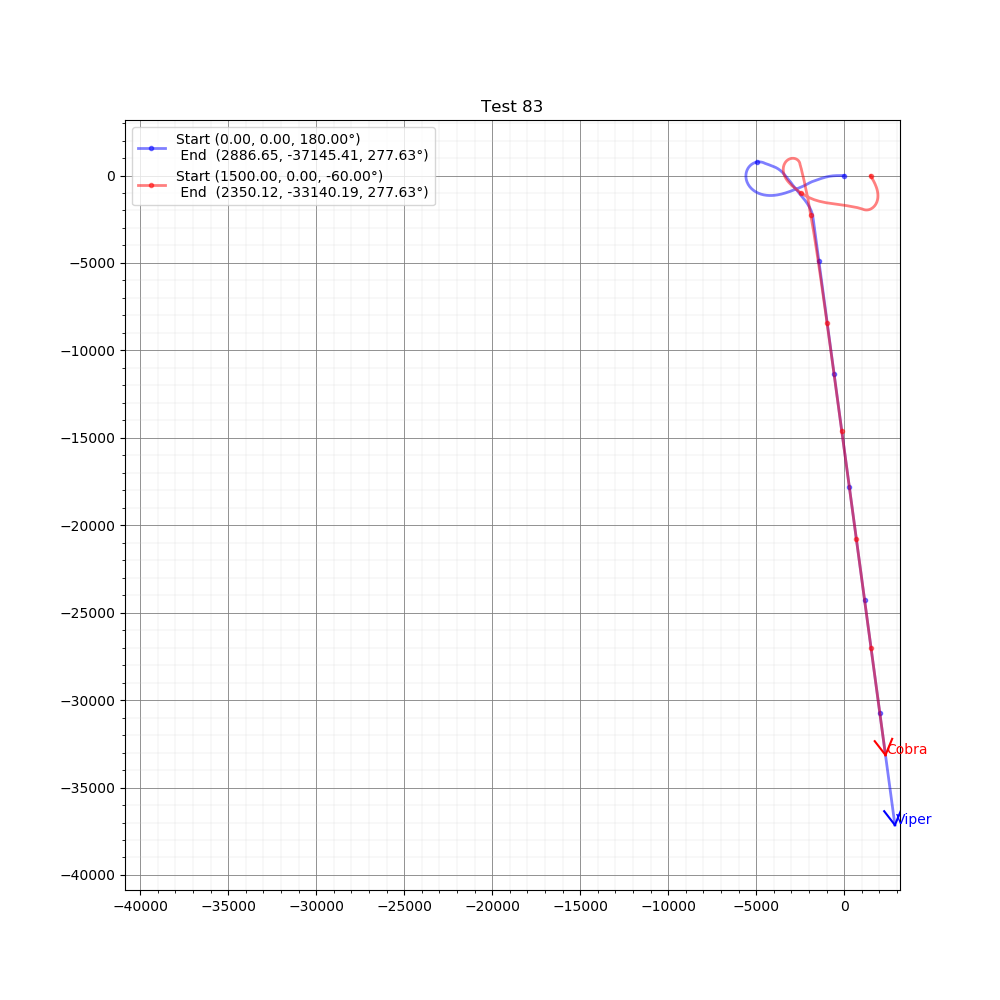 Test 83
Start (0.00, 0.00, 180.00°)
End  (2886.65, -37145.41, 277.63°)
Start (1500.00, 0.00, -60.00°)
End  (2350.12, -33140.19, 277.63°)
0
−5000
−10000
−15000
−20000
−25000
−30000
−35000
−40000
Cobra
Viper
−40000 −35000 −30000 −25000 −20000 −15000 −10000 −5000 0